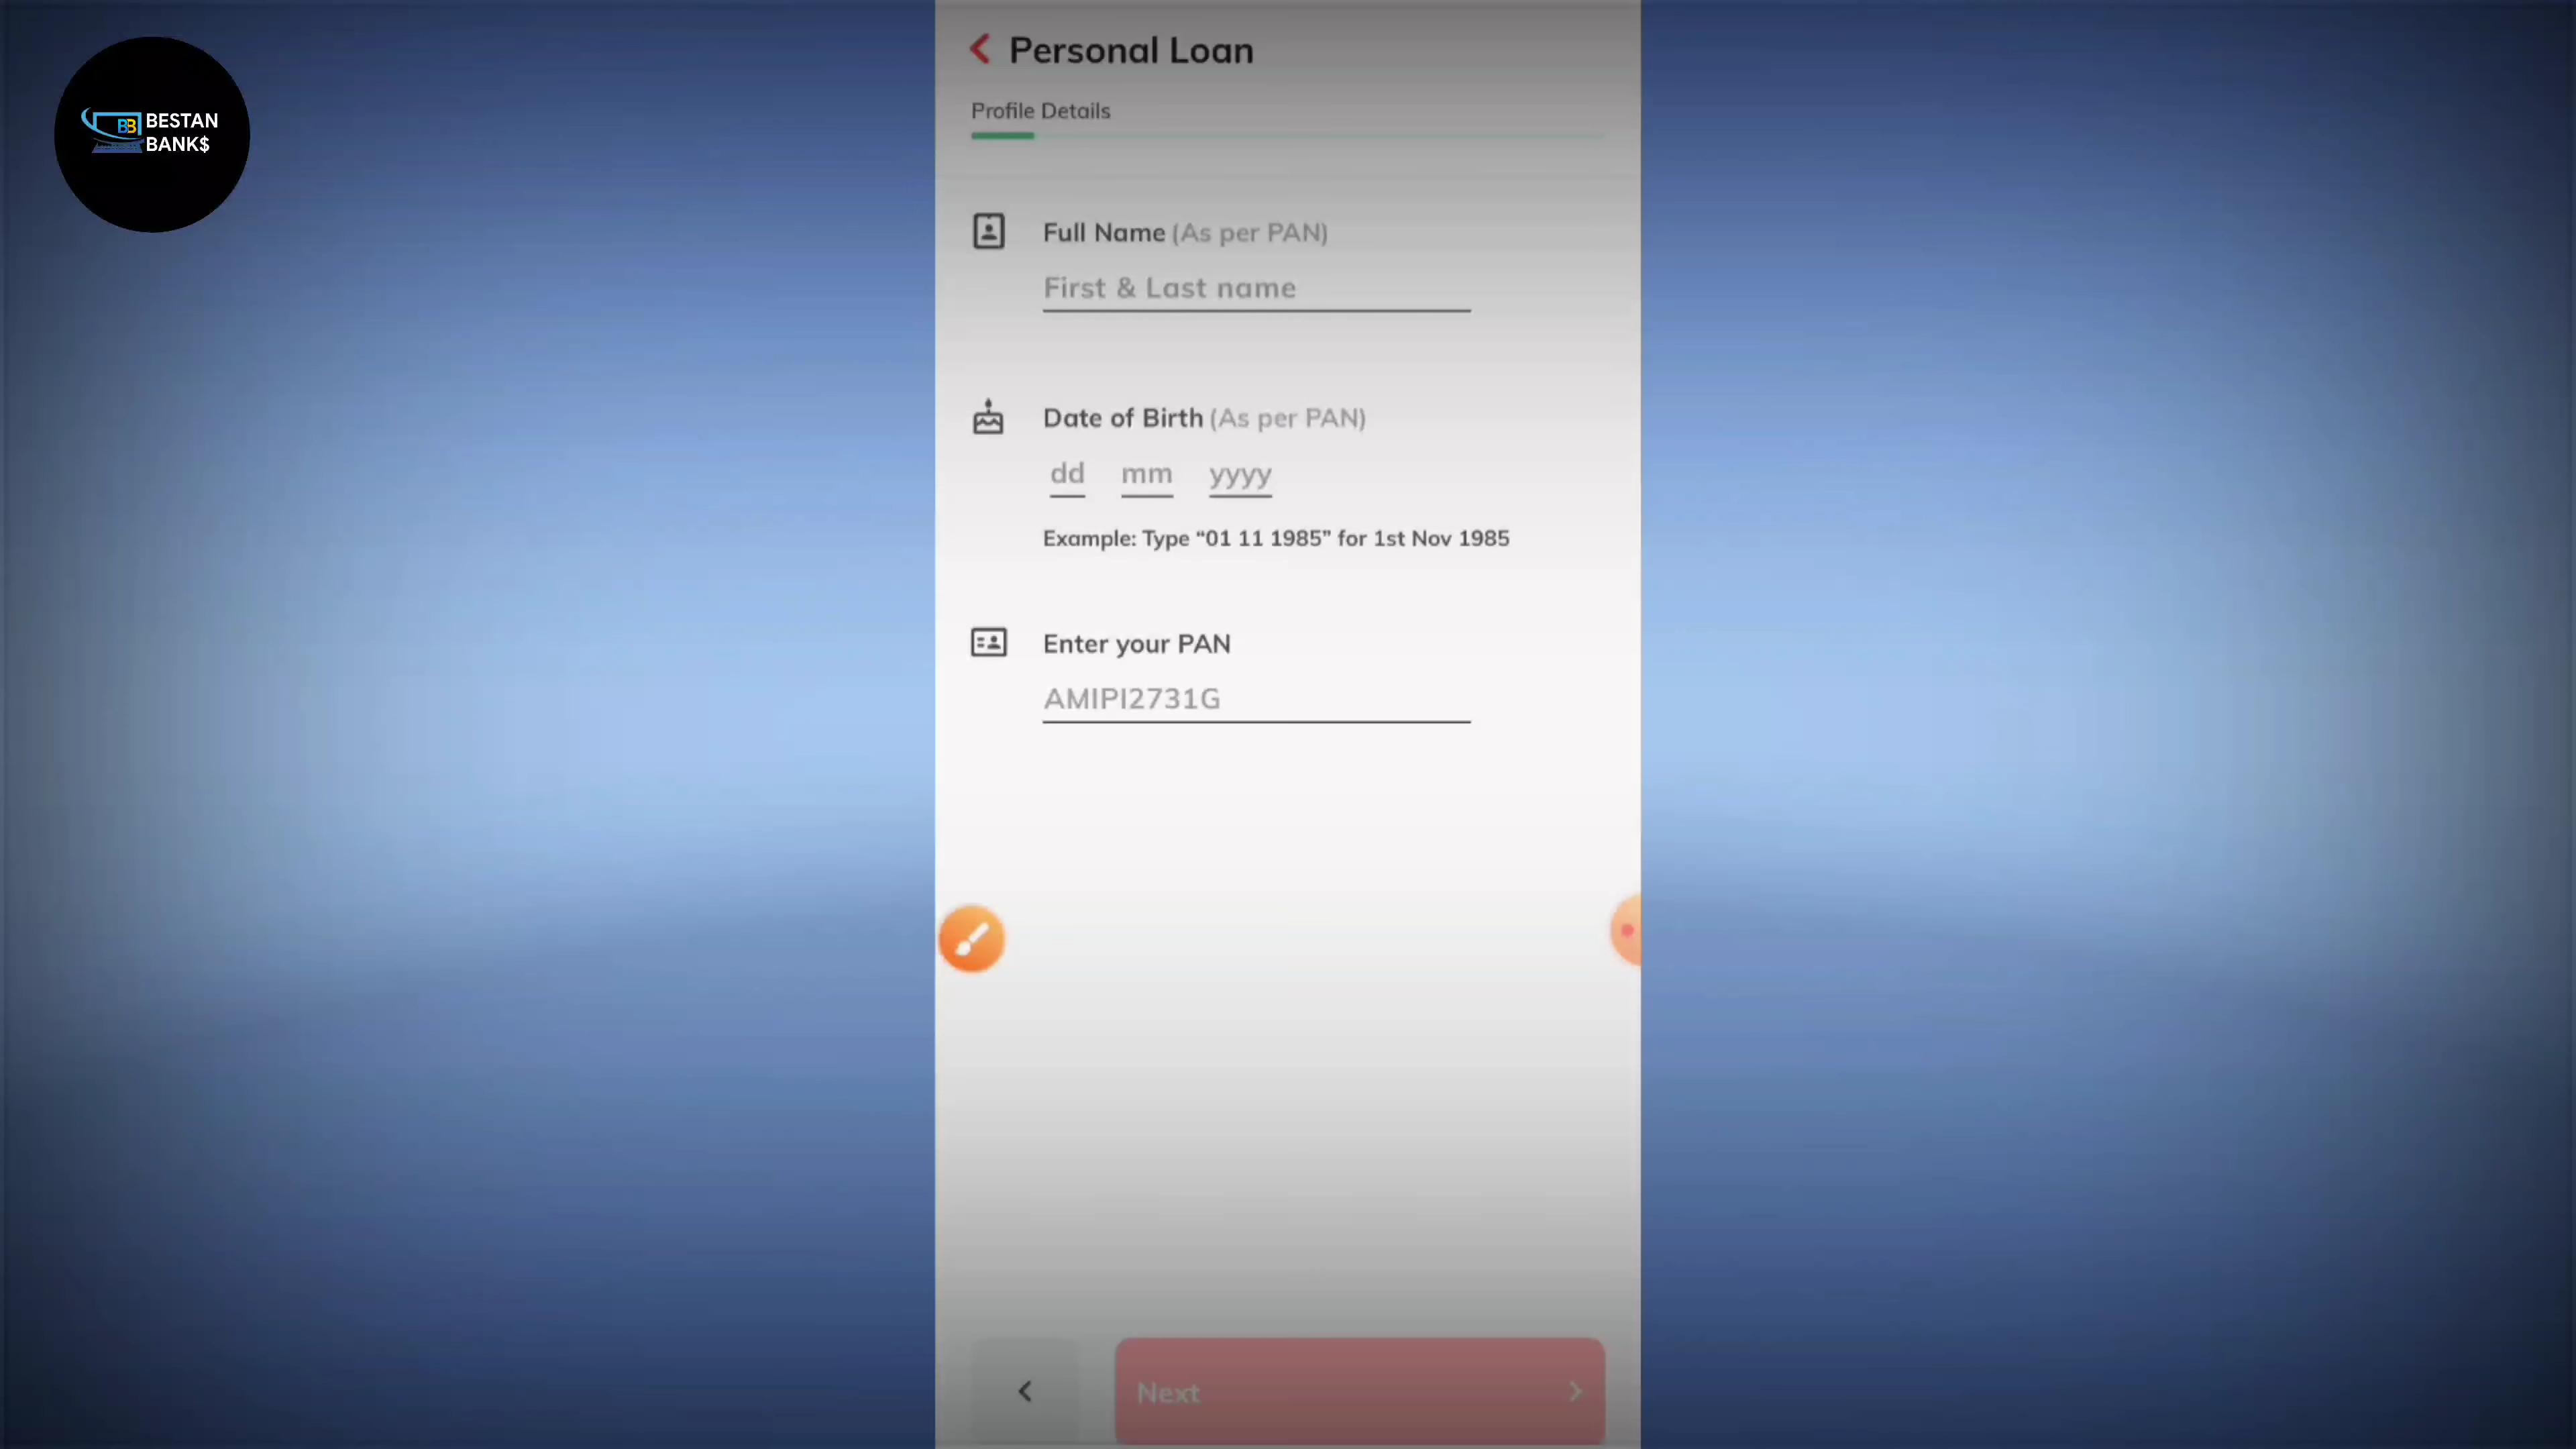 BESTAN
BANK$
Personal Loan
Profile Details
Full Name (As per PAN)
First & Last name
Date of Birth (As per PAN)
dd mm yyyy
Example: Type “01 11 1985” for 1st Nov 1985
Enter your PAN
AMIPI2731G
Next